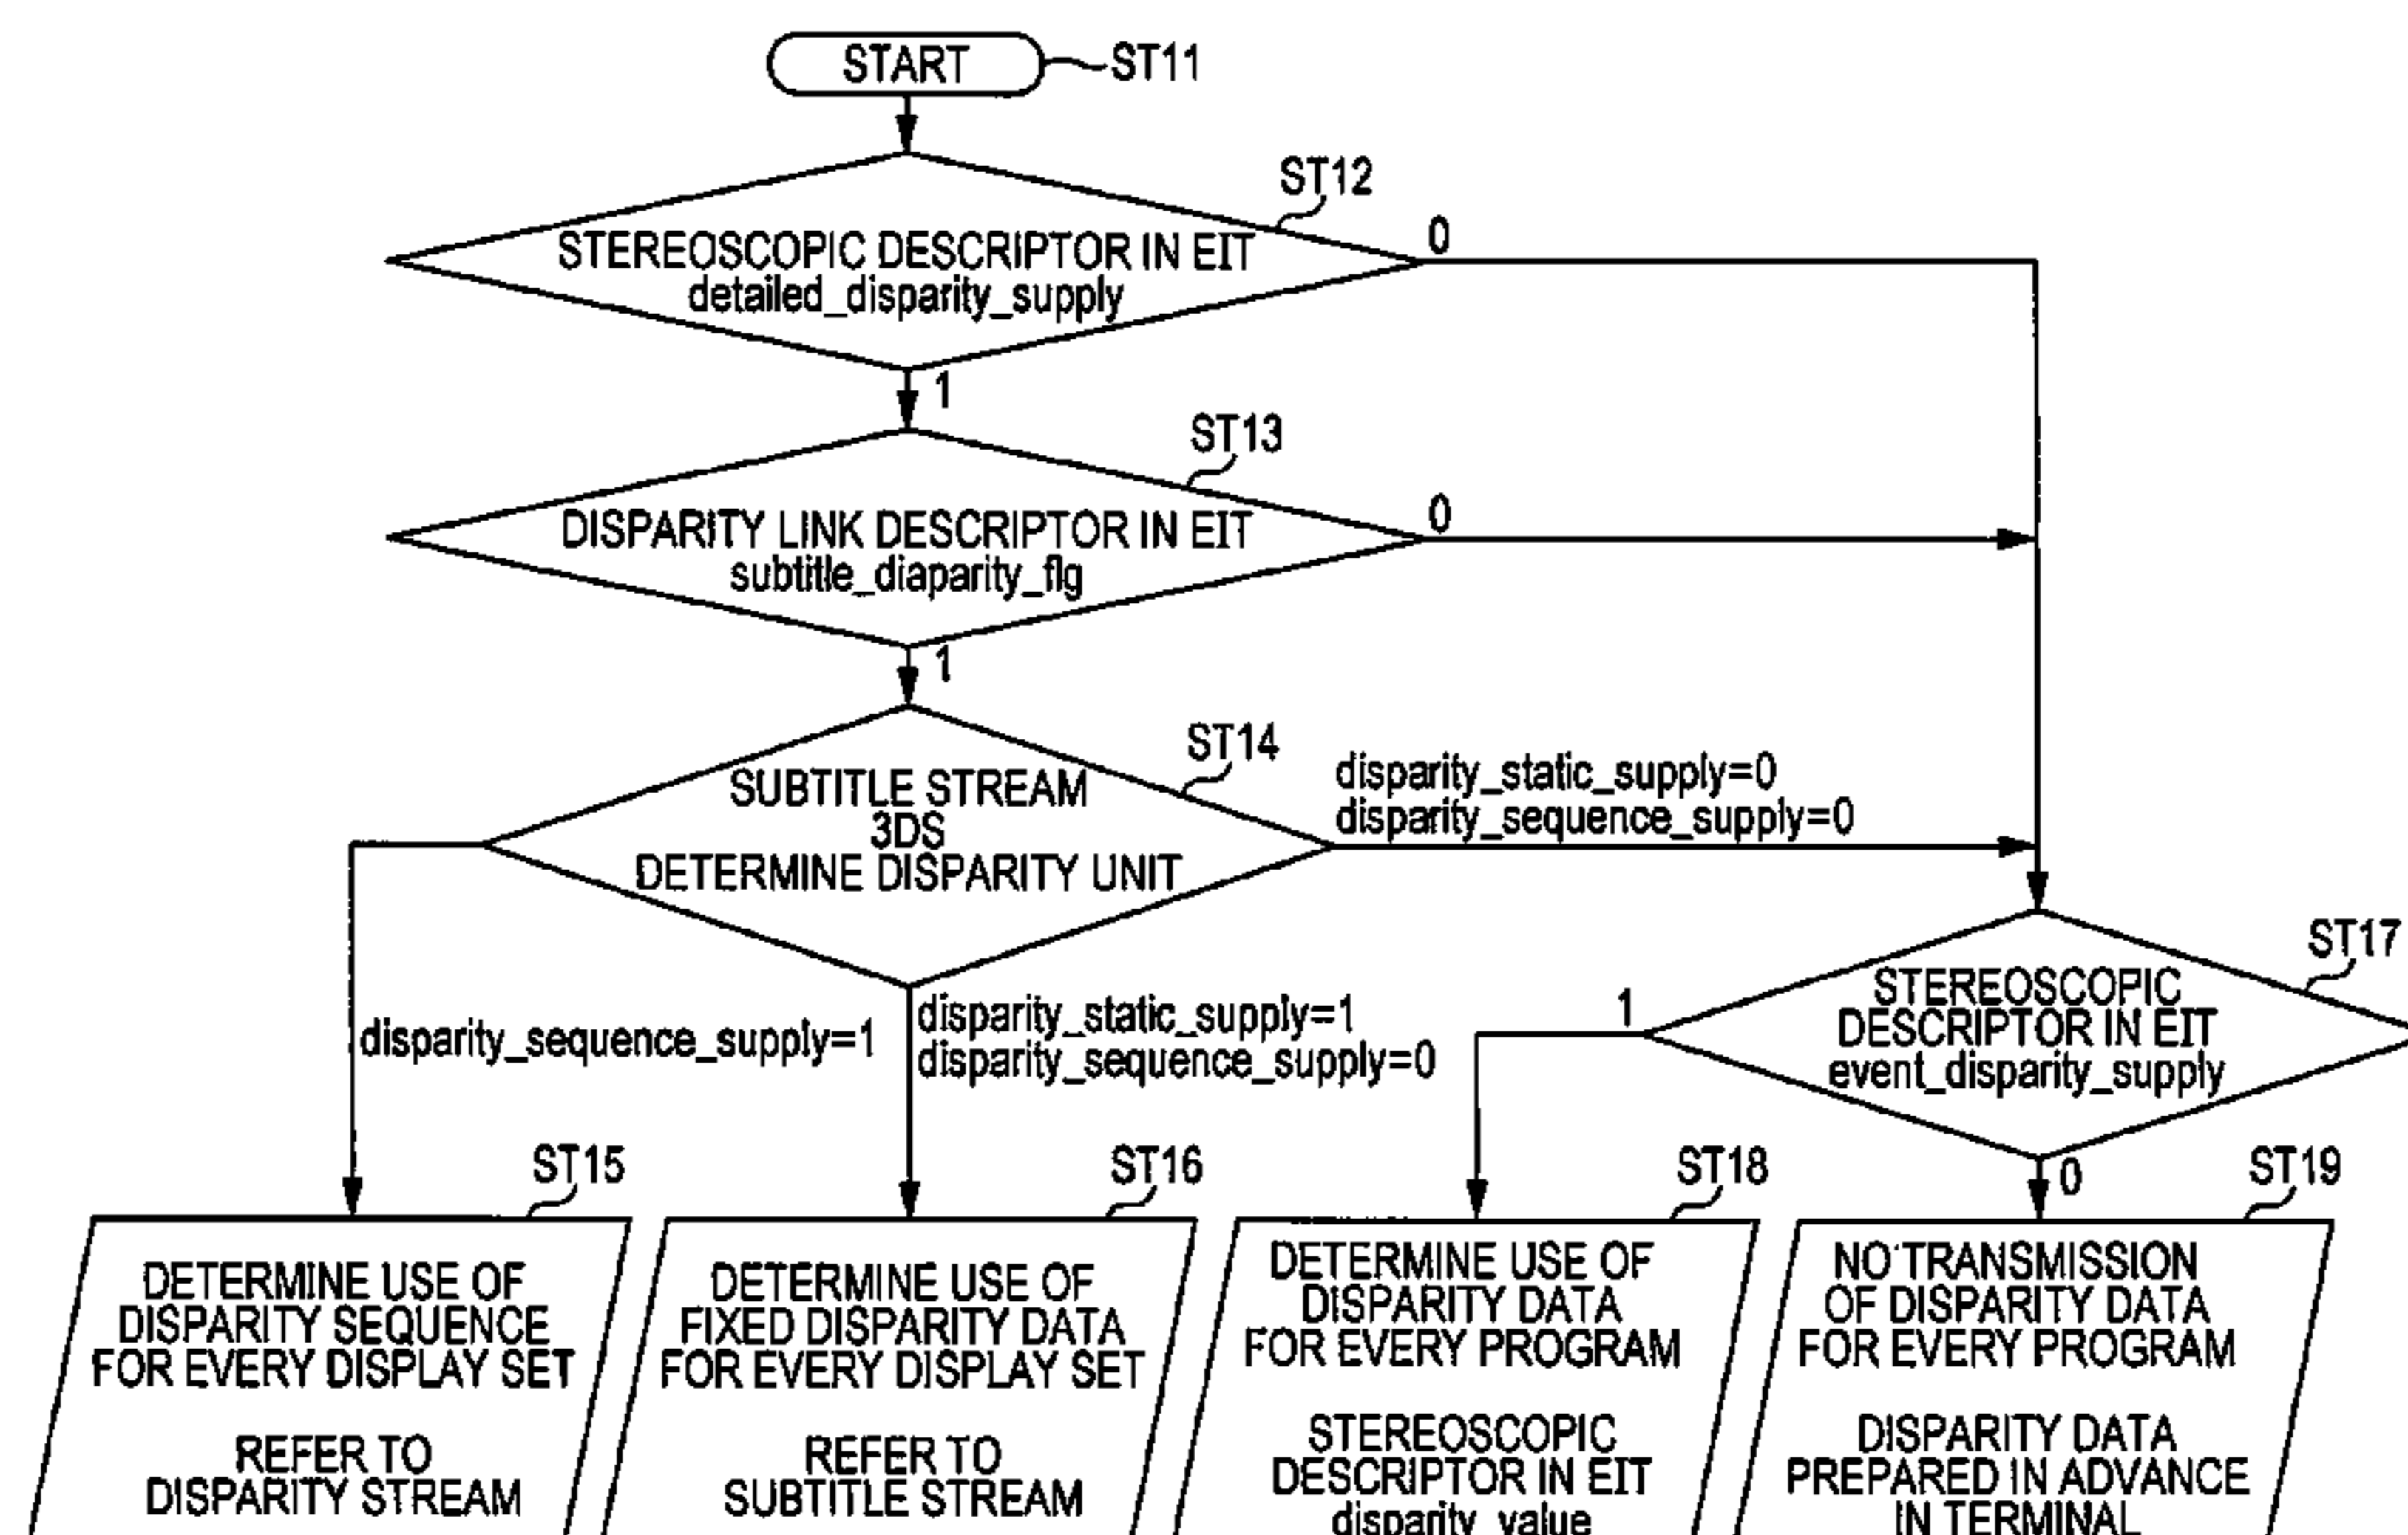 START
ST11
ST12
STEREOSCOPIC DESCRIPTOR IN EIT
detailed_disparity_supply
0
1
ST13
DISPARITY LINK DESCRIPTOR IN EIT
subtitle_diaparity_flg
0
1
ST14
SUBTITLE STREAM
3DS
DETERMINE DISPARITY UNIT
disparity_static_supply=0
disparity_sequence_supply=0
disparity_sequence_supply=1
disparity_static_supply=1
disparity_sequence_supply=0
ST17
STEREOSCOPIC
DESCRIPTOR IN EIT
event_disparity_supply
1
0
ST15
DETERMINE USE OF
DISPARITY SEQUENCE
FOR EVERY DISPLAY SET
REFER TO
DISPARITY STREAM
ST16
DETERMINE USE OF
FIXED DISPARITY DATA
FOR EVERY DISPLAY SET
REFER TO
SUBTITLE STREAM
ST18
DETERMINE USE OF
DISPARITY DATA
FOR EVERY PROGRAM
STEREOSCOPIC
DESCRIPTOR IN EIT
disparity_value
ST19
NO TRANSMISSION
OF DISPARITY DATA
FOR EVERY PROGRAM
DISPARITY DATA
PREPARED IN ADVANCE
IN TERMINAL